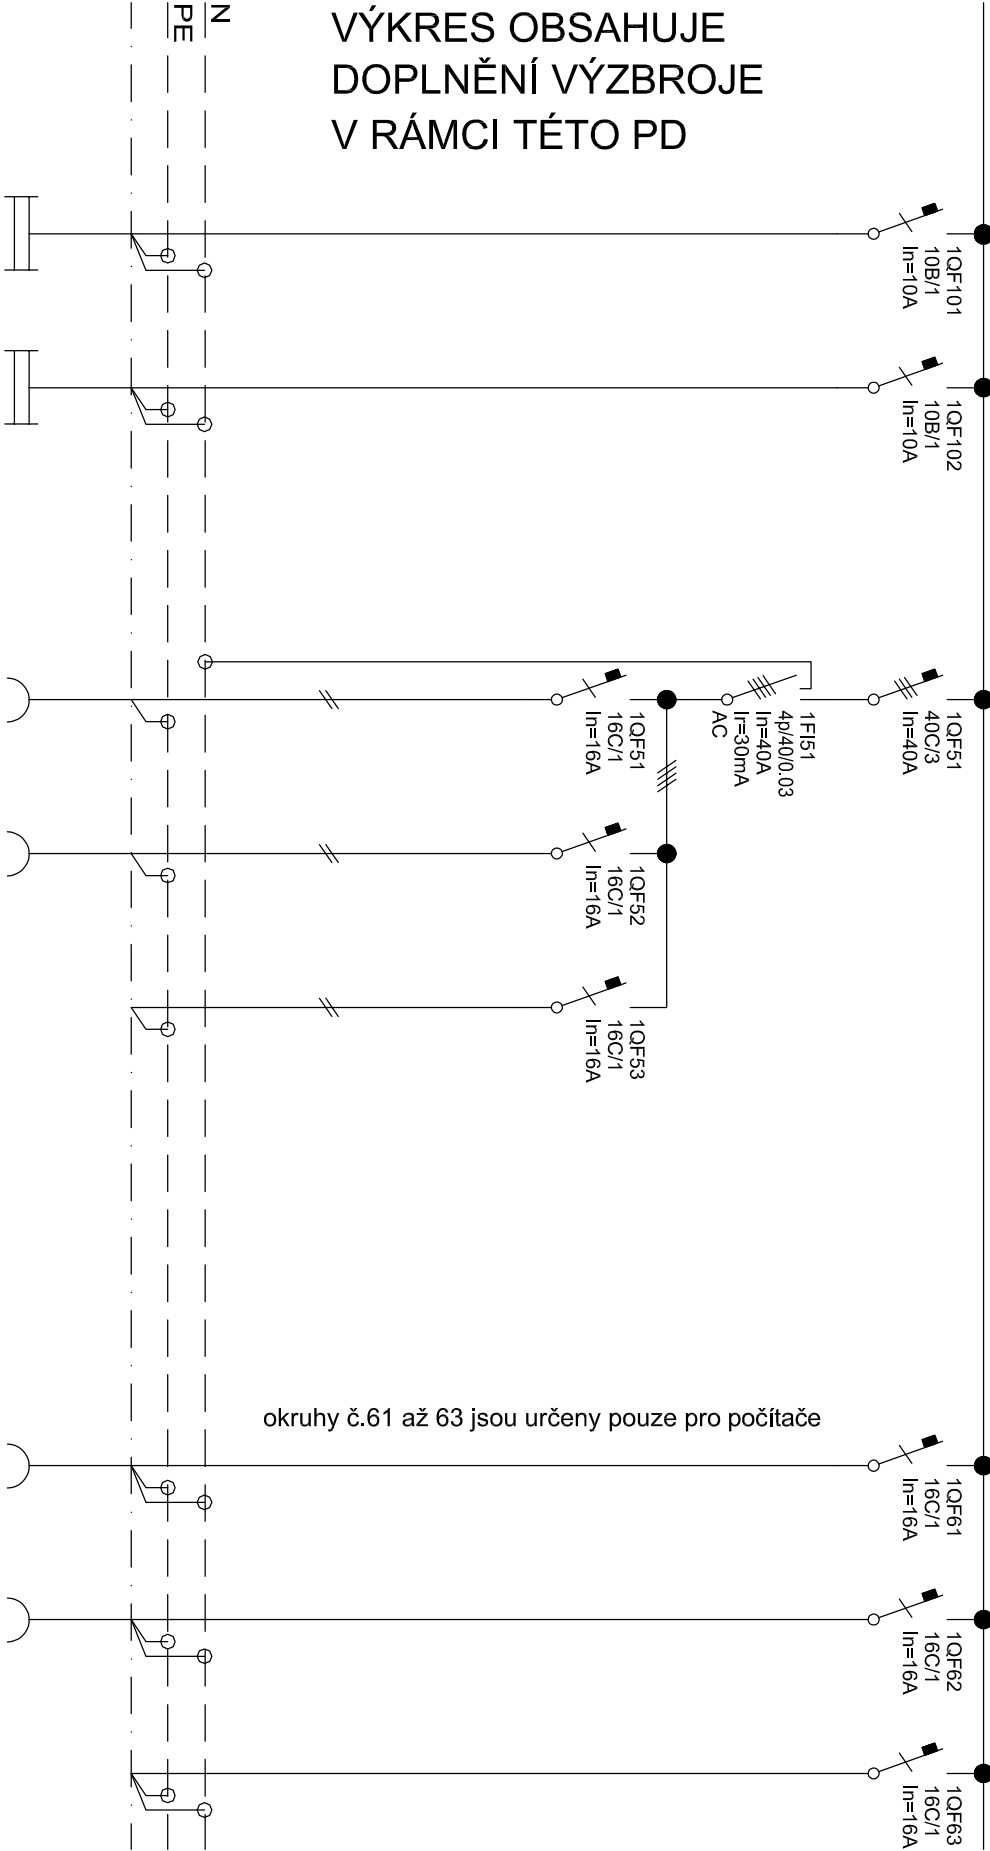 N
PE
VÝKRES OBSAHUJE
DOPLNĚNÍ VÝZBROJE
V RÁMCI TÉTO PD
1QF101
10B/1
In=10A
1QF102
10B/1
In=10A
1QF51
40C/3
In=40A
1FI51
4p/40/0.03
In=40A
Ir=30mA
AC
1QF51
16C/1
In=16A
1QF52
16C/1
In=16A
1QF53
16C/1
In=16A
okruhy č.61 až 63 jsou určeny pouze pro počítače
1QF61
16C/1
In=16A
1QF62
16C/1
In=16A
1QF63
16C/1
In=16A